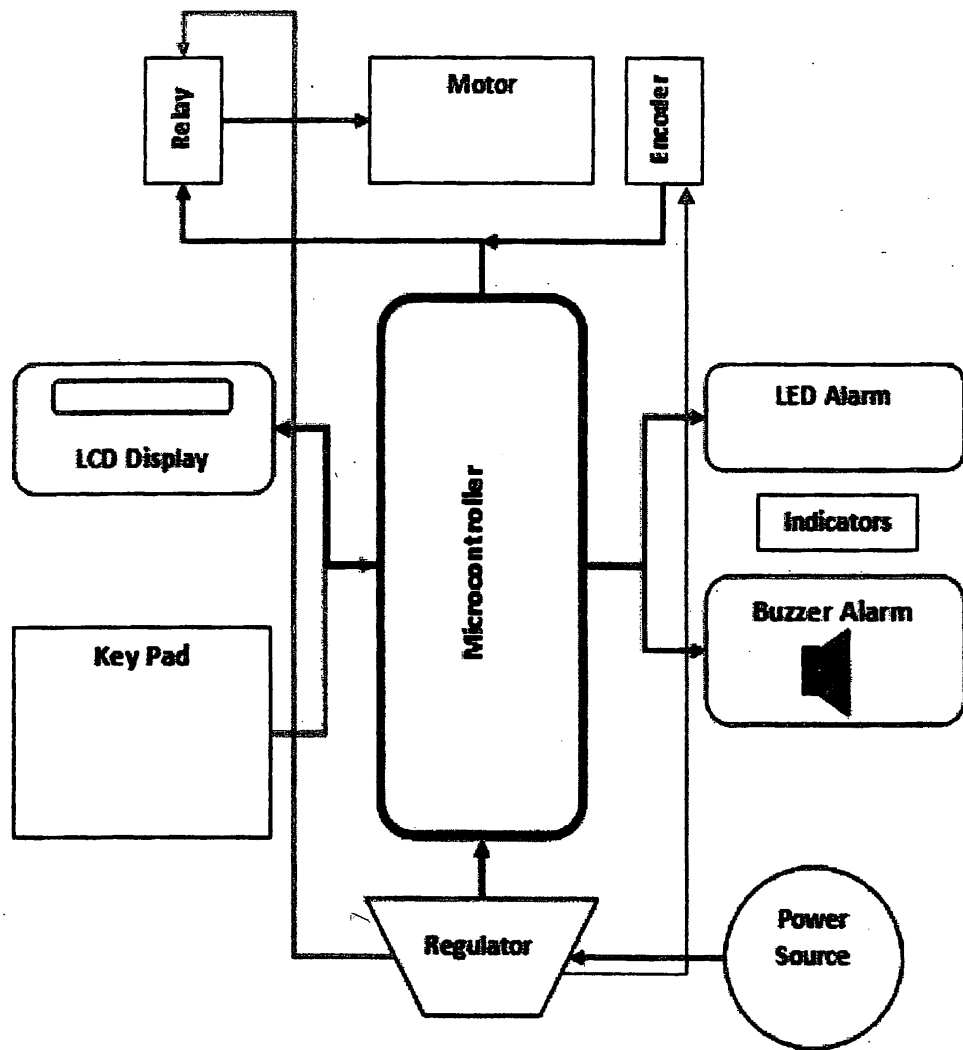 Relay
Motor
Encoder
LCD Display
LED Alarm
Indicators
Microcontroller
Key Pad
Buzzer Alarm
Regulator
Power
Source